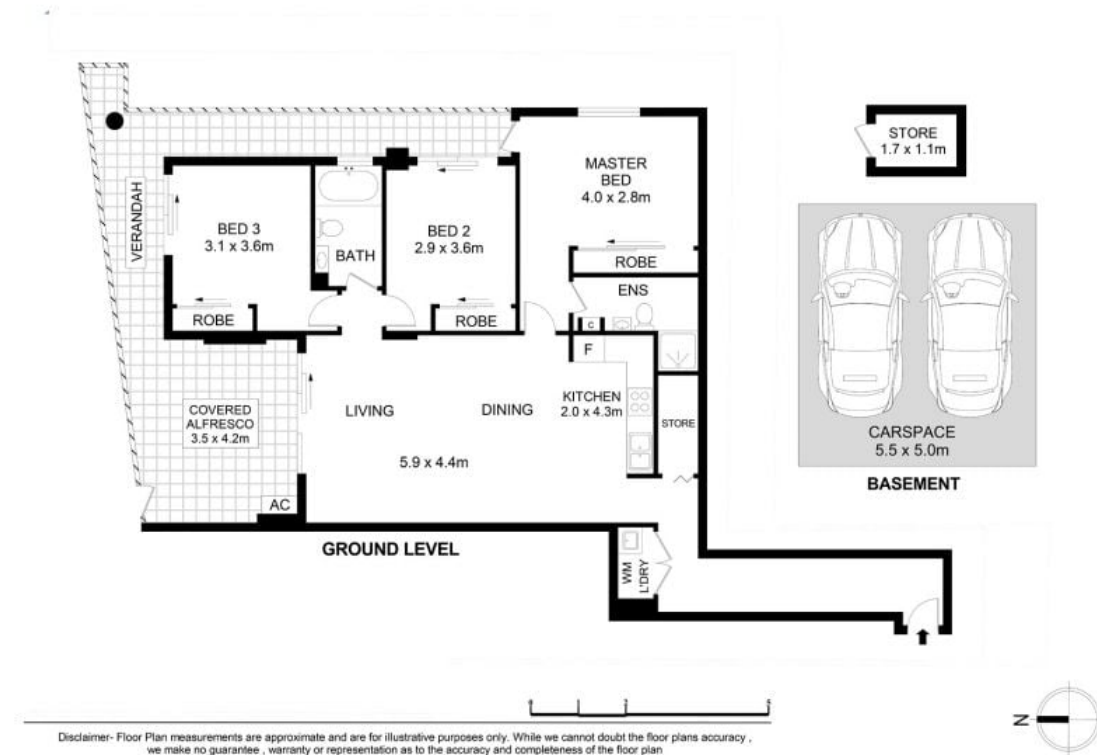 STORE
1.7 x 1.1m
MASTER
BED
4.0 x 2.8m
VERANDAH
BED 3
3.1 x 3.6m
BATH
BED 2
2.9 x 3.6m
ROBE
ENS
ROBE
ROBE
C
F
COVERED
ALFRESCO
3.5 x 4.2m
LIVING
DINING
KITCHEN
2.0 x 4.3m
STORE
5.9 x 4.4m
AC
CARSPACE
5.5 x 5.0m
BASEMENT
GROUND LEVEL
WM
L'DRY
N
Disclaimer- Floor Plan measurements are approximate and are for illustrative purposes only. While we cannot doubt the floor plans accuracy ,
we make no guarantee , warranty or representation as to the accuracy and completeness of the floor plan